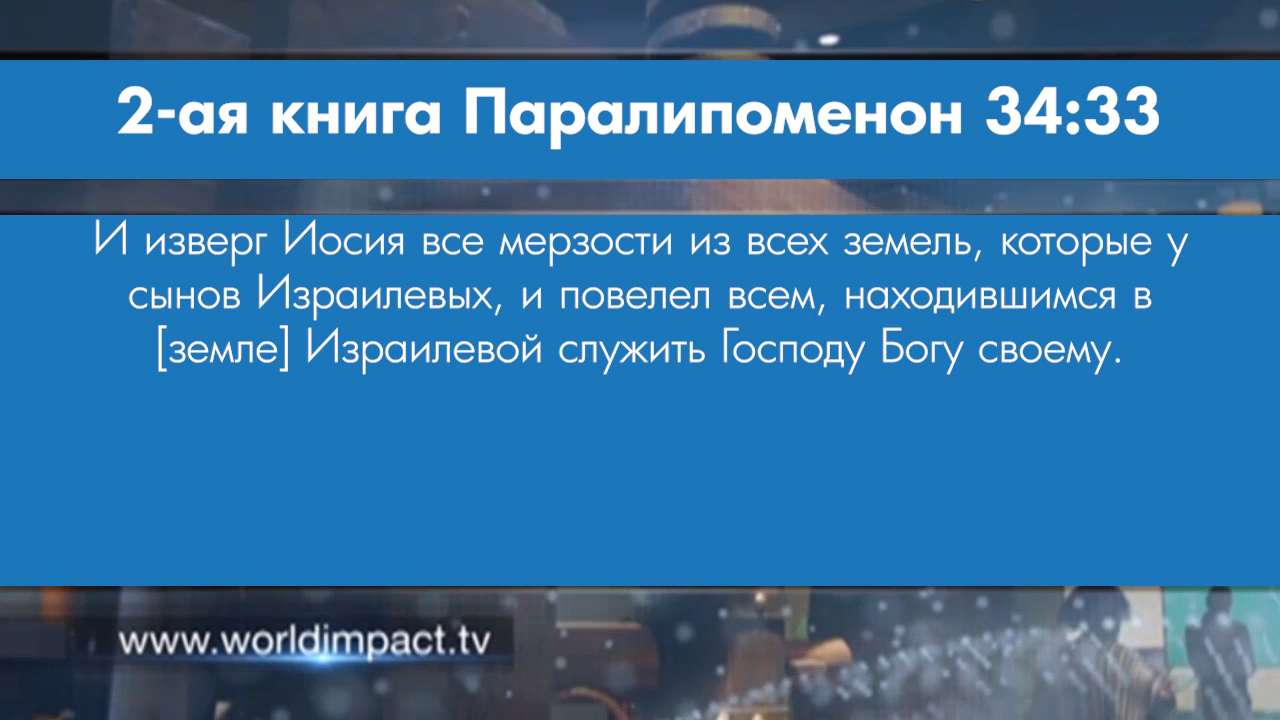 2-ая книга Паралипоменон 34:33
И изверг Иосия все мерзости из всех земель, которые у
сынов Израилевых, и повелел всем, находившимся в
[земле] Израилевой служить Господу Богу своему.
www.worldimpact.tv